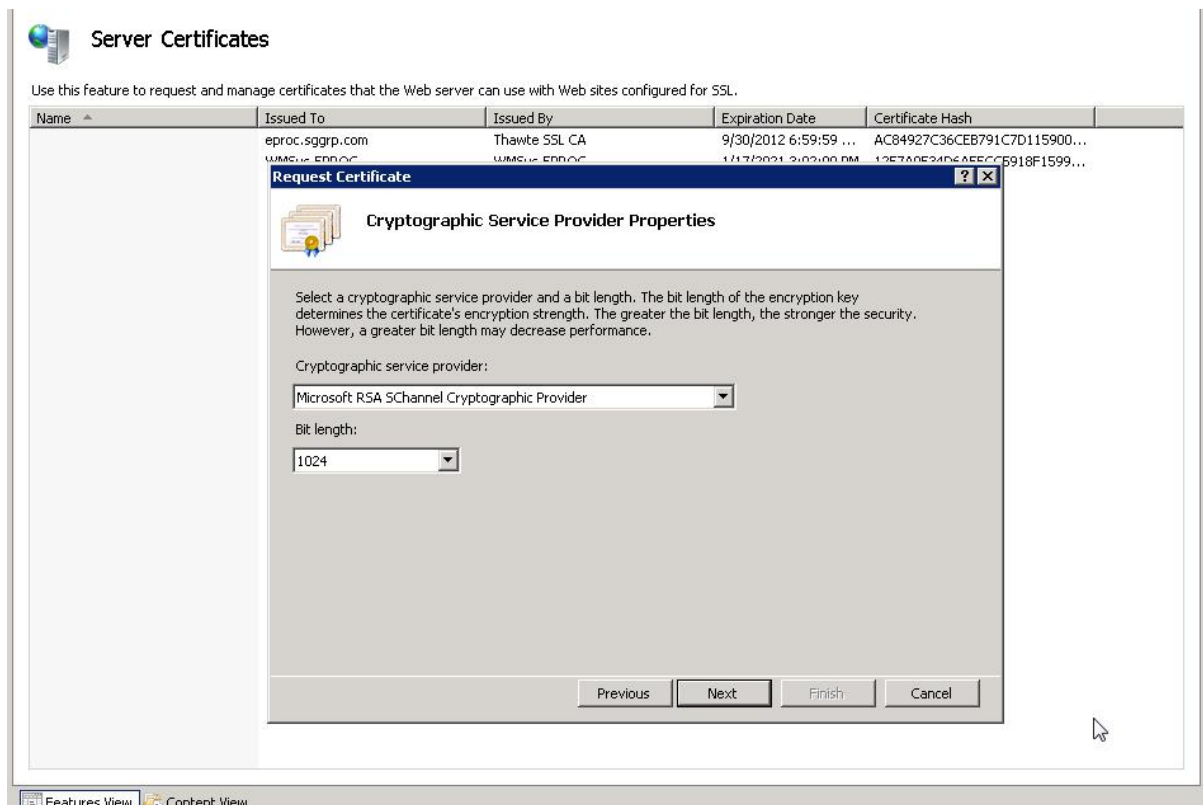 Server Certificates
Use this feature to request and manage certificates that the Web server can use with Web sites configured for SSL.
Name Issued To Issued By Expiration Date Certificate Hash
eproc.sggrp.com Thawte SSL CA 9/30/2012 6:59:59 ... AC84927C36CEB791C7D115900...
Request Certificate
Cryptographic Service Provider Properties
Select a cryptographic service provider and a bit length. The bit length of the encryption key
determines the certificate's encryption strength. The greater the bit length, the stronger the security.
However, a greater bit length may decrease performance.
Cryptographic service provider:
Microsoft RSA SChannel Cryptographic Provider
Bit length:
1024
Previous Next Finish Cancel
Features View Content View